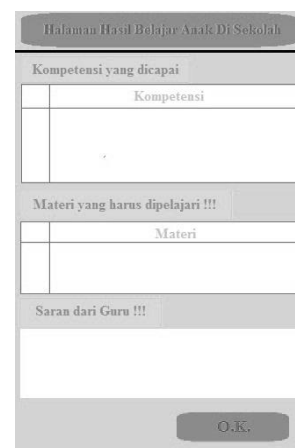 Halaman Hasil Belajar Anak Di Sekolah
Kompetensi yang dicapai
Kompetensi
Materi yang harus dipelajari !!!
Materi
Saran dari Guru !!!
O.K.